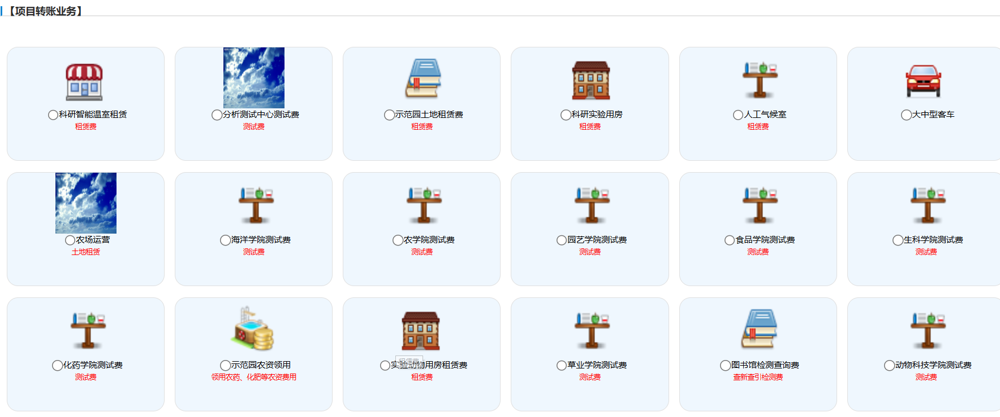 【项目转账业务】
科研智能温室租赁
租赁费
分析测试中心测试费
测试费
示范园土地租赁费
租赁费
科研实验用房
租赁费
人工气候室
租赁费
大中型客车
农场运营
土地租赁
海洋学院测试费
测试费
农学院测试费
测试费
园艺学院测试费
测试费
食品学院测试费
测试费
生科学院测试费
测试费
化药学院测试费
测试费
示范园农资领用
领用农药、化肥等农资费用
租赁费
实验动物用房租赁费
租赁费
草业学院测试费
测试费
图书馆检测查询费
查新查引检测费
动物科技学院测试费
测试费